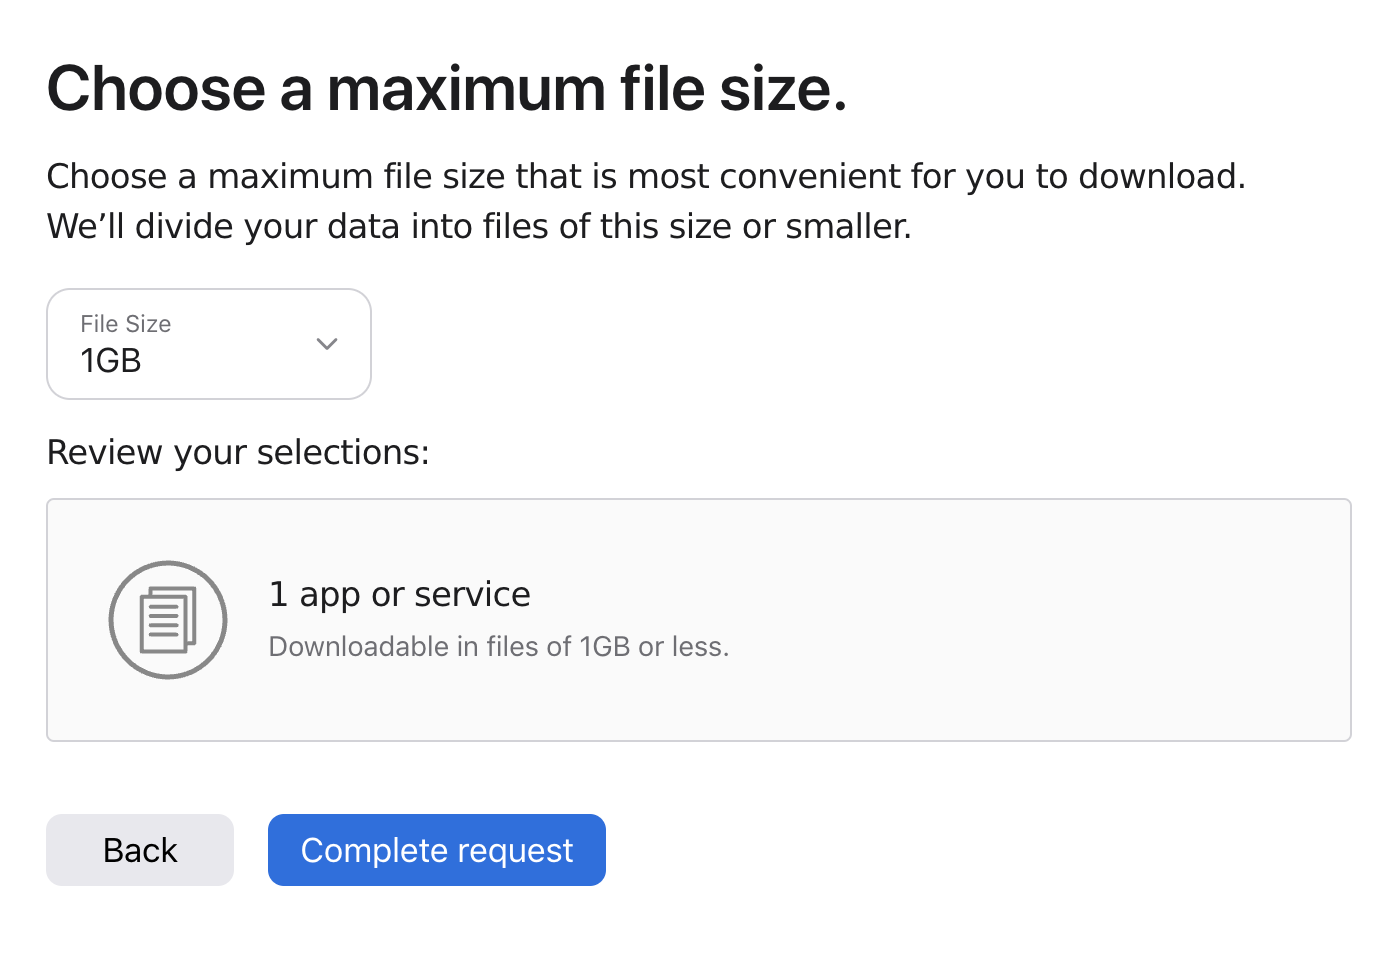 Choose a maximum file size.
Choose a maximum file size that is most convenient for you to download.
We’ll divide your data into files of this size or smaller.
File Size
1GB
Review your selections:
1 app or service
Downloadable in files of 1GB or less.
Back
Complete request